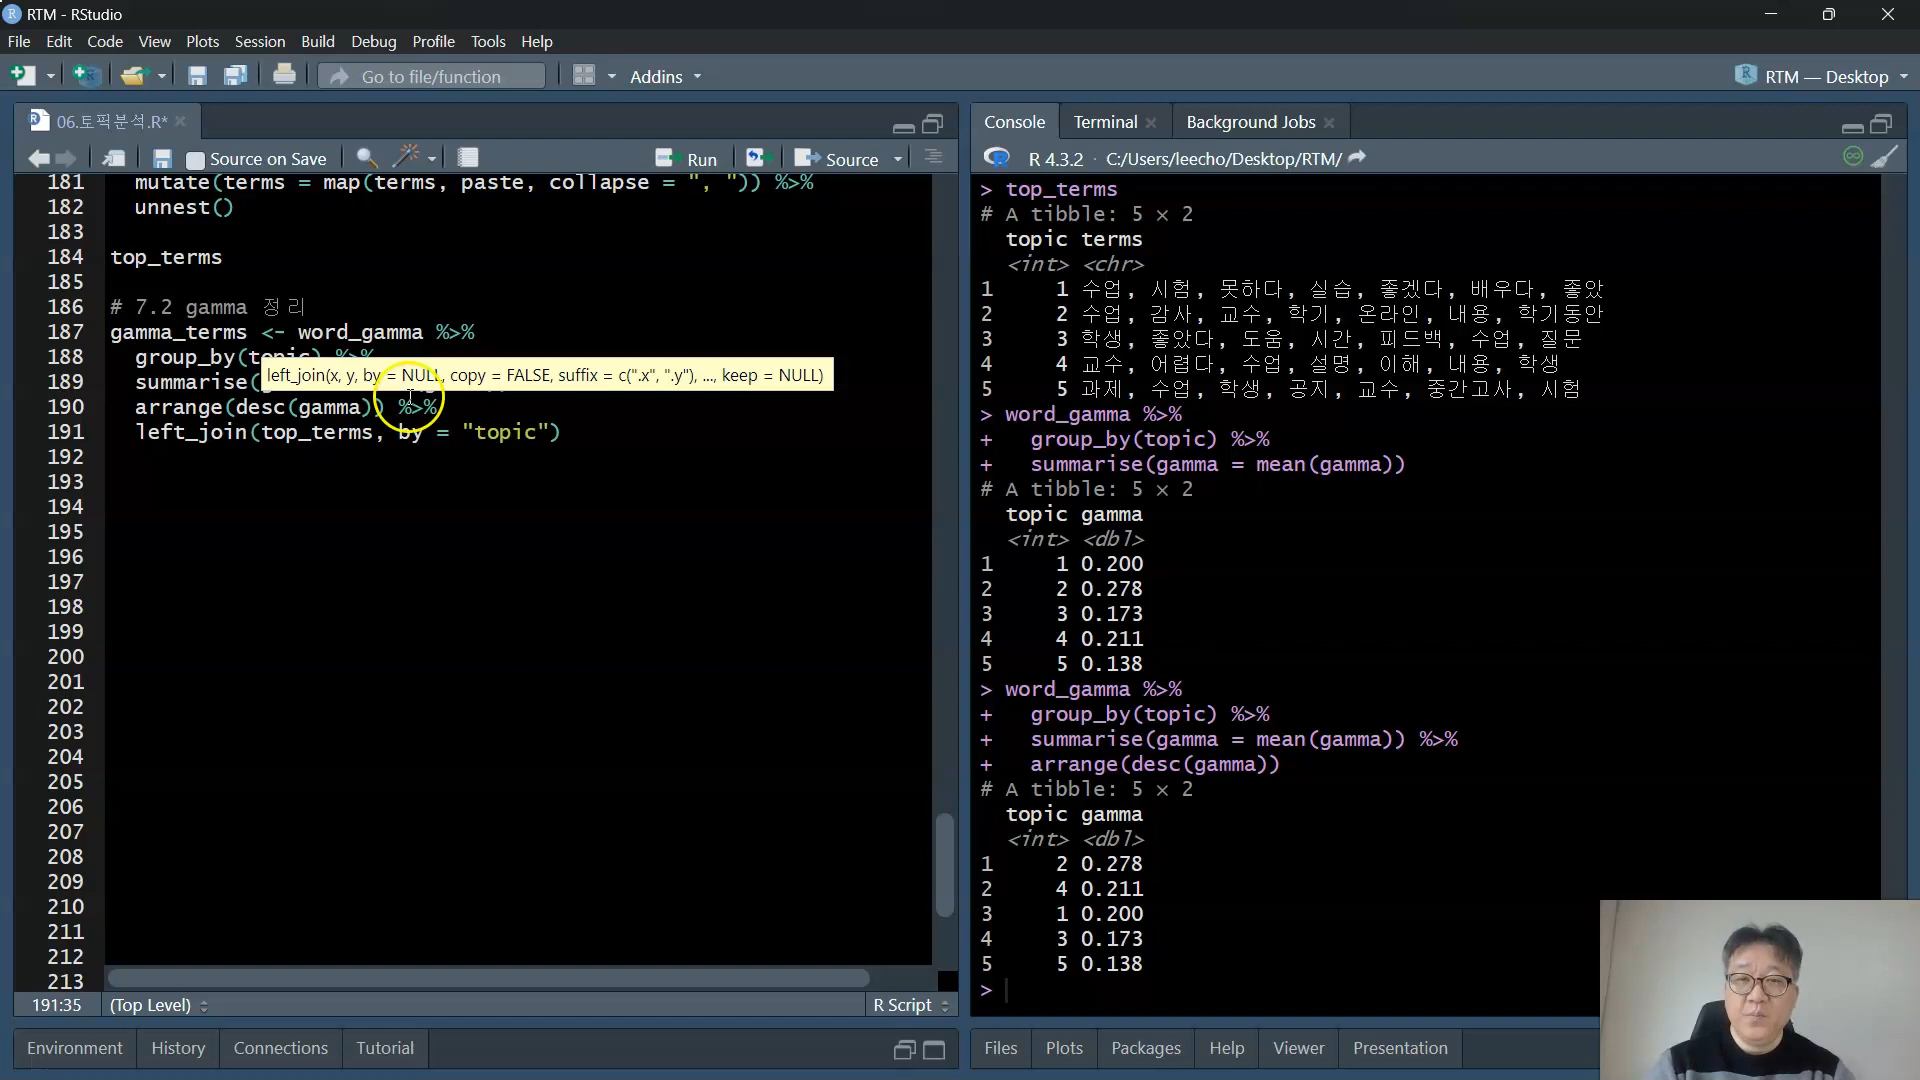 RTM - RStudio
File Edit Code View Plots Session Build Debug Profile Tools Help
Go to file/function Addins RTM — Desktop
06.토픽분석.R*
Source on Save Run Source
181 mutate(terms = map(terms, paste, collapse = ", ")) %>%
182 unnest()
183
184 top_terms
185
186 # 7.2 gamma 정리
187 gamma_terms <- word_gamma %>%
188 group_by(topic) %>%
left_join(x, y, by = NULL, copy = FALSE, suffix = c(".x", ".y"), ..., keep = NULL)
189 summarise(
190 arrange(desc(gamma)) %>%
191 left_join(top_terms, by = "topic")
192
193
194
195
196
197
198
199
200
201
202
203
204
205
206
207
208
209
210
211
212
213
191:35 (Top Level) R Script
Environment History Connections Tutorial
Console Terminal Background Jobs
R 4.3.2 · C:/Users/leecho/Desktop/RTM/
> top_terms
# A tibble: 5 × 2
topic terms
<int> <chr>
1 1 수업, 시험, 못하다, 실습, 좋겠다, 배우다, 좋았
2 2 수업, 감사, 교수, 학기, 온라인, 내용, 학기동안
3 3 학생, 좋았다, 도움, 시간, 피드백, 수업, 질문
4 4 교수, 어렵다, 수업, 설명, 이해, 내용, 학생
5 5 과제, 수업, 학생, 공지, 교수, 중간고사, 시험
> word_gamma %>%
+ group_by(topic) %>%
+ summarise(gamma = mean(gamma))
# A tibble: 5 × 2
topic gamma
<int> <dbl>
1 1 0.200
2 2 0.278
3 3 0.173
4 4 0.211
5 5 0.138
> word_gamma %>%
+ group_by(topic) %>%
+ summarise(gamma = mean(gamma)) %>%
+ arrange(desc(gamma))
# A tibble: 5 × 2
topic gamma
<int> <dbl>
1 2 0.278
2 4 0.211
3 1 0.200
4 3 0.173
5 5 0.138
>
Files Plots Packages Help Viewer Presentation